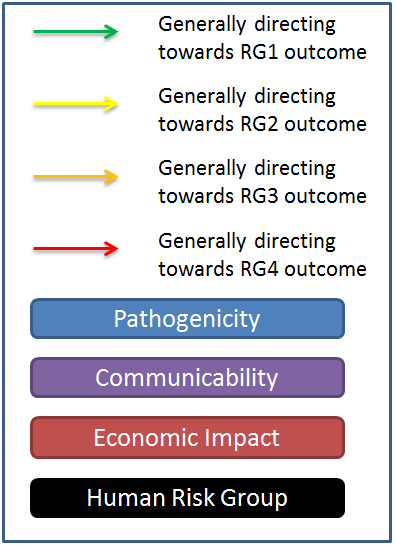 Generally directing
towards RG1 outcome
Generally directing
towards RG2 outcome
Generally directing
towards RG3 outcome
Generally directing
towards RG4 outcome
Pathogenicity
Communicability
Economic Impact
Human Risk Group